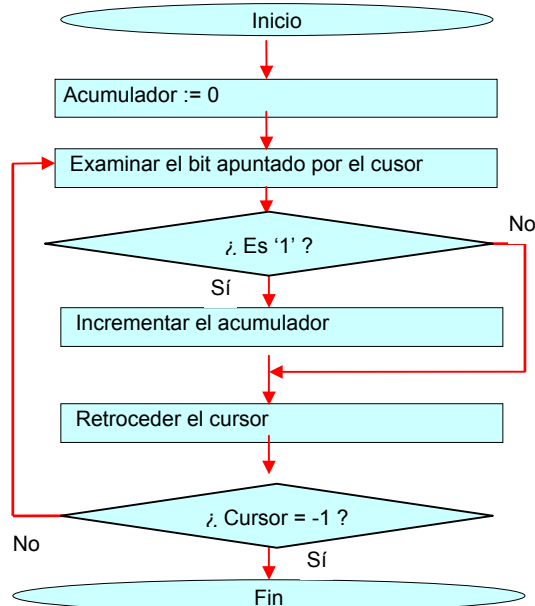 Inicio
Acumulador := 0
Examinar el bit apuntado por el cusor
¿ Es ‘1’ ?
No
Sí
Incrementar el acumulador
Retroceder el cursor
¿ Cursor = -1 ?
No
Sí
Fin